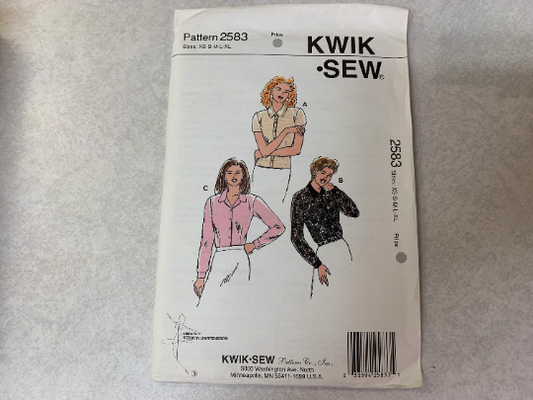 Pattern 2583
Sizes: XS-S-M-L-XL
Price
KWIK
•SEW®
A
B
C
2583
Sizes: XS-S-M-L-XL
Price
KWIK•SEW Pattern Co., Inc.
3000 Washington Ave. North
Minneapolis, MN 55411-1699 U.S.A.